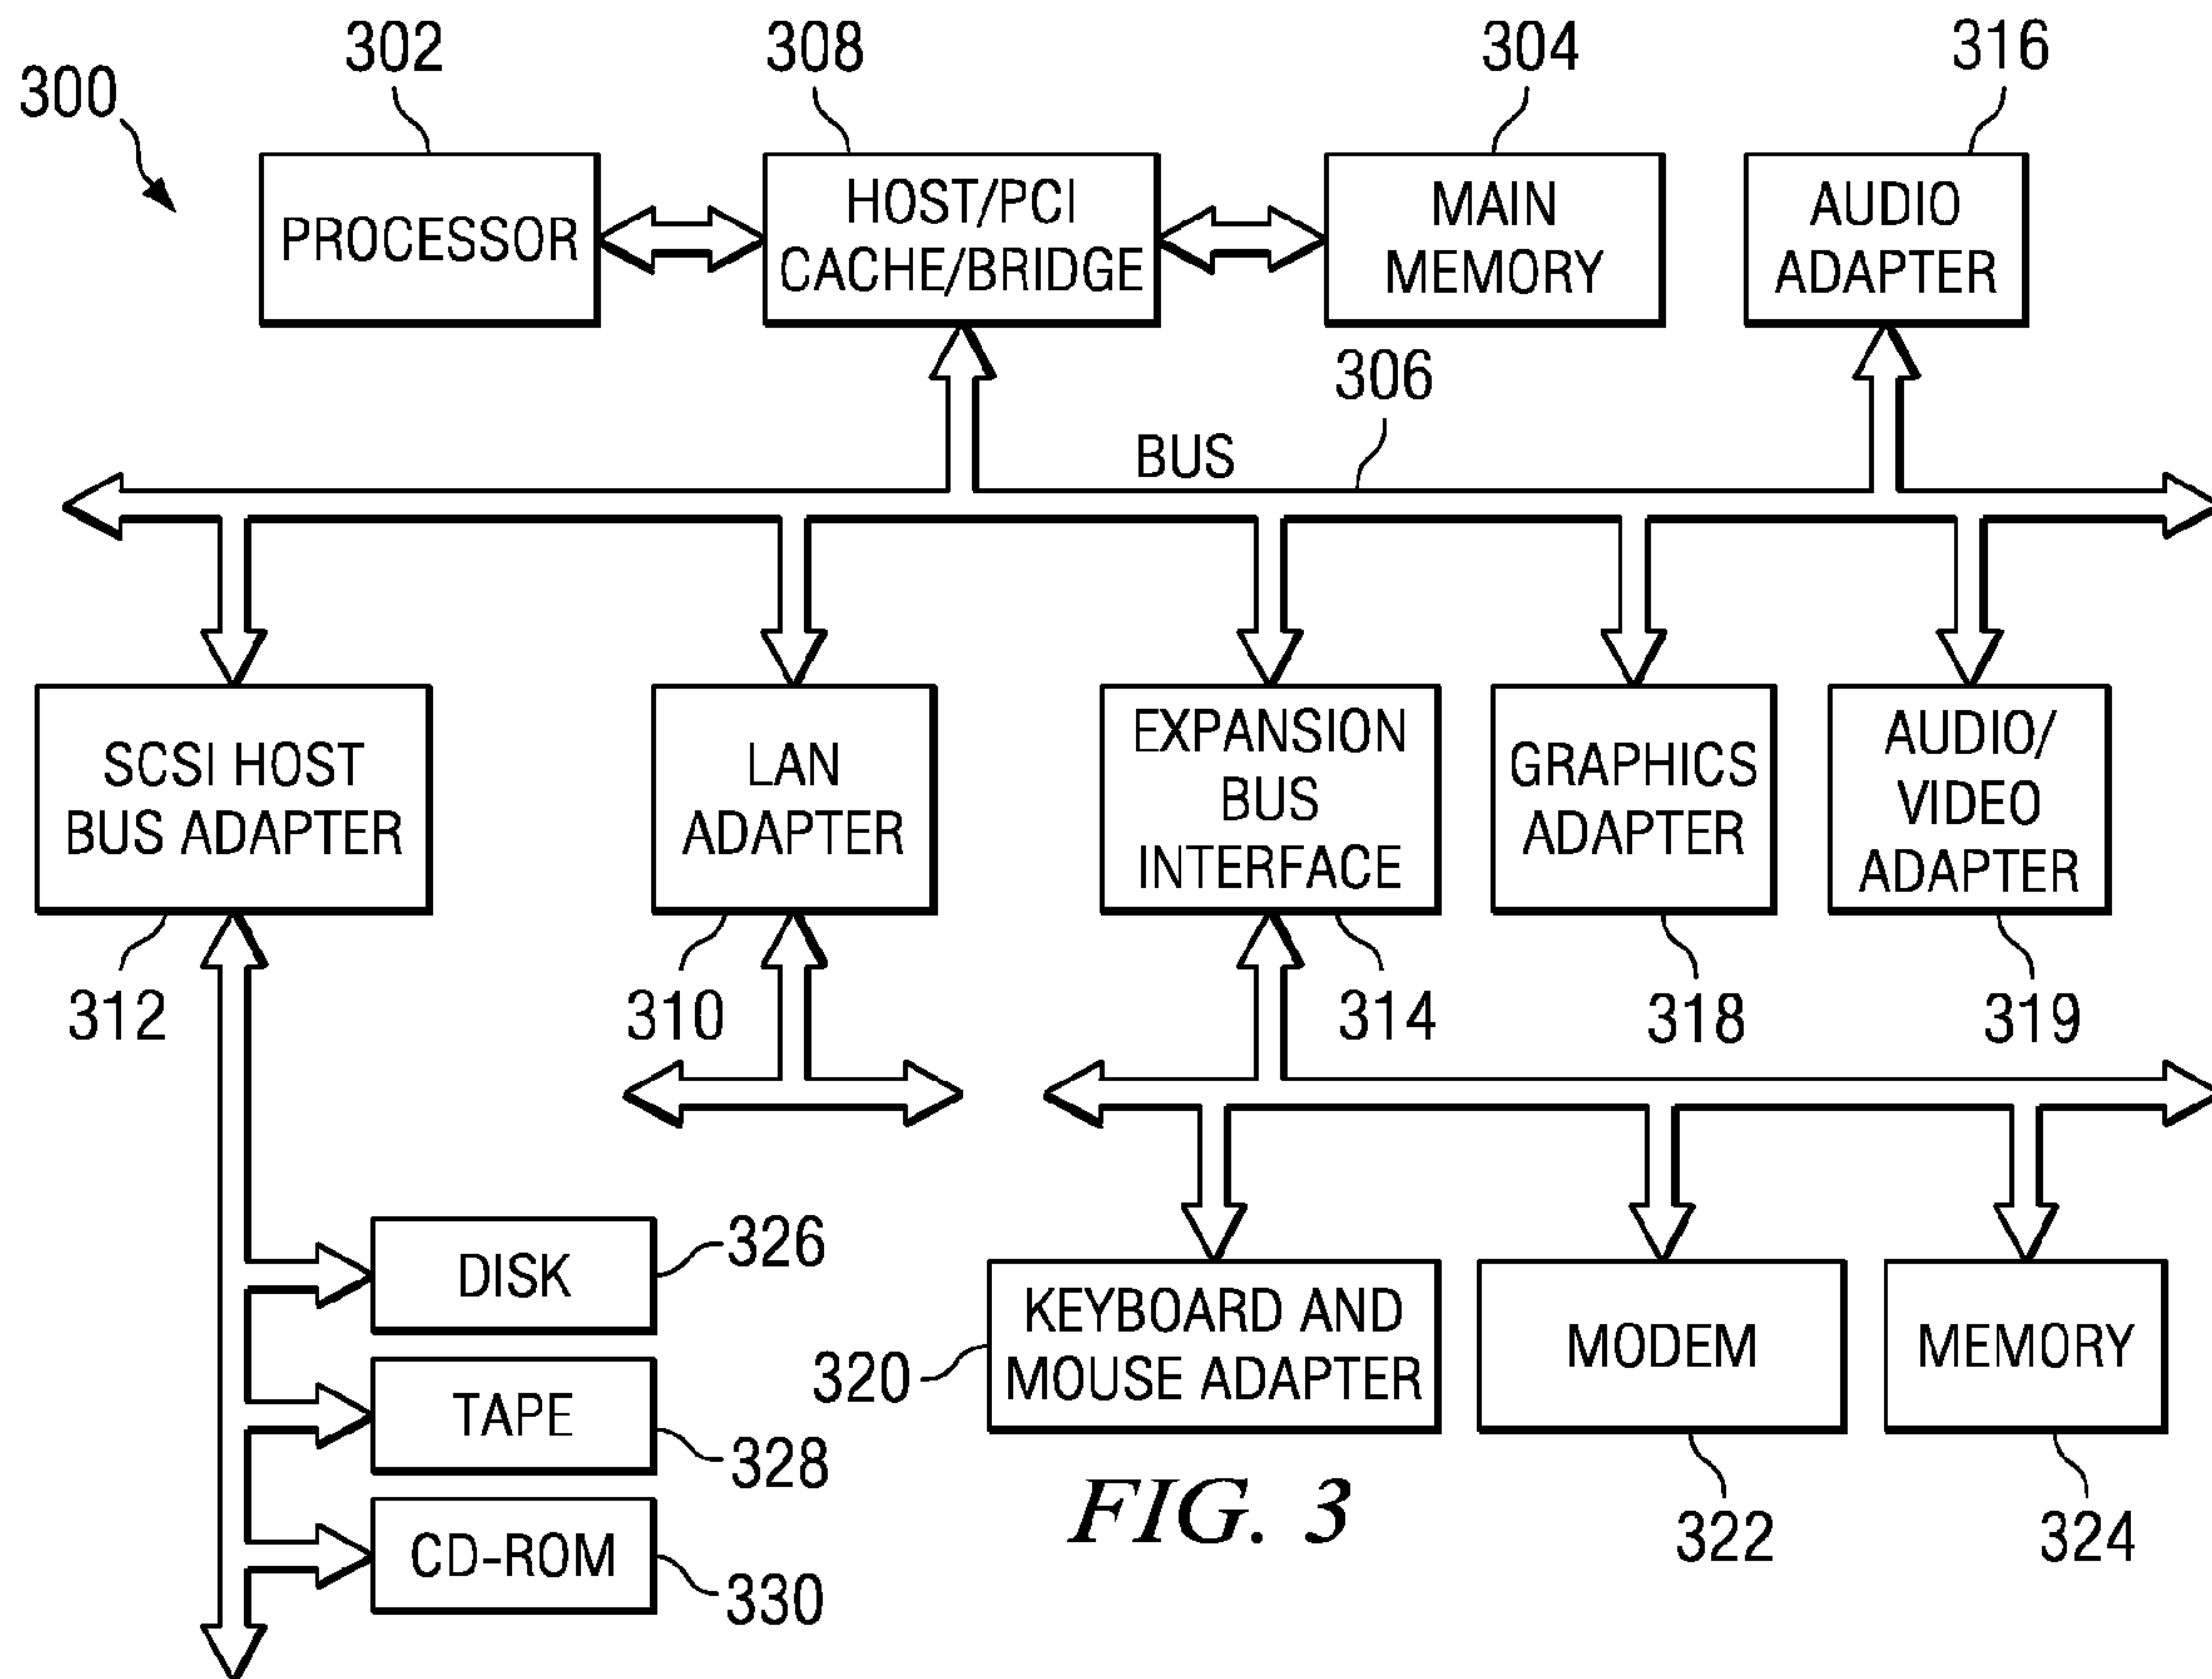 302
308
304
316
300
PROCESSOR
HOST/PCI
CACHE/BRIDGE
MAIN
MEMORY
AUDIO
ADAPTER
306
BUS
SCSI HOST
BUS ADAPTER
LAN
ADAPTER
EXPANSION
BUS
INTERFACE
GRAPHICS
ADAPTER
AUDIO/
VIDEO
ADAPTER
312
310
314
318
319
DISK
326
TAPE
328
CD-ROM
330
320
KEYBOARD AND
MOUSE ADAPTER
MODEM
MEMORY
322
324
FIG. 3